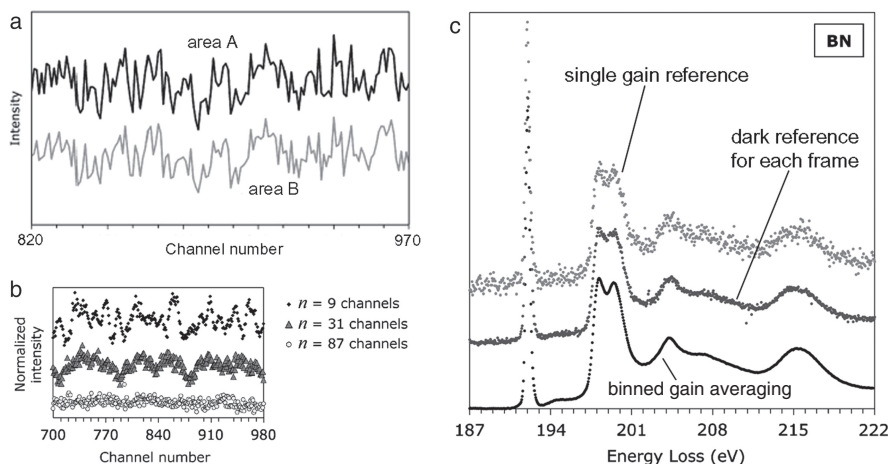 a
area A
area B
Intensity
820
970
Channel number
b
n = 9 channels
n = 31 channels
n = 87 channels
Normalized
intensity
700
770
840
910
980
Channel number
c
BN
single gain reference
dark reference
for each frame
binned gain averaging
187
194
201
208
215
222
Energy Loss (eV)